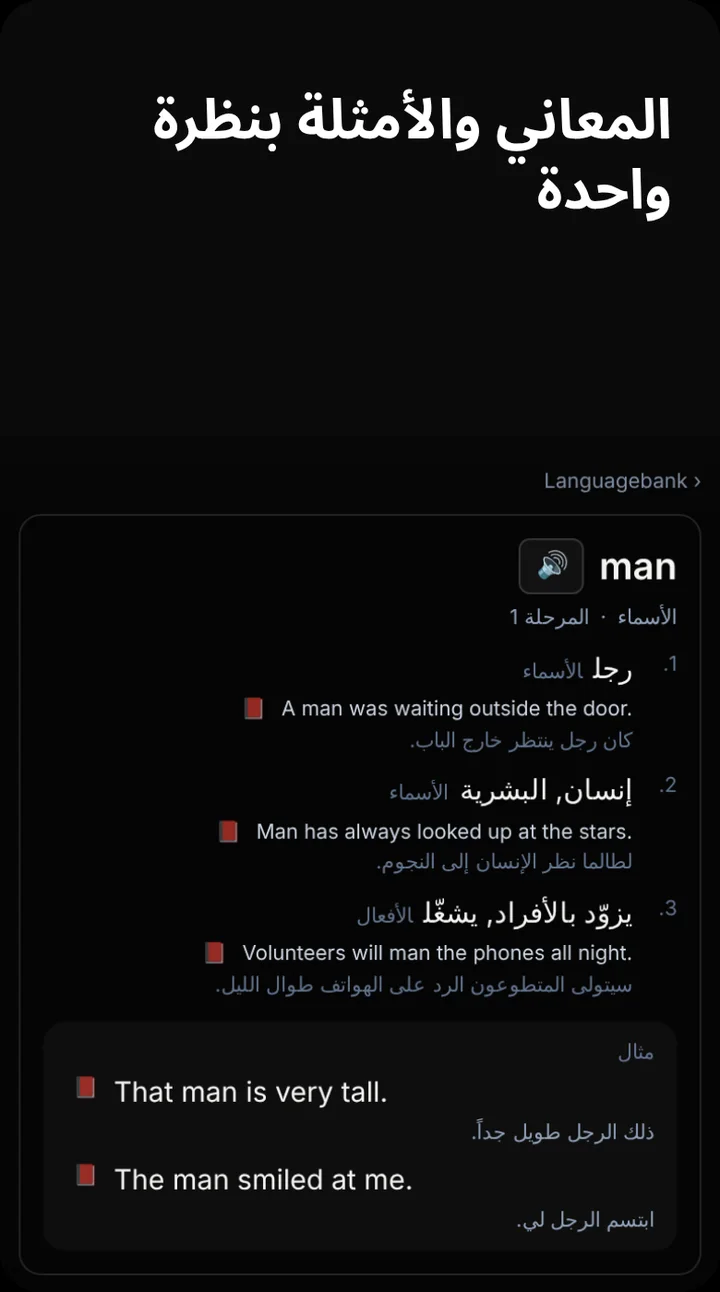 المعاني والأمثلة بنظرة
واحدة
Languagebank ›
man
الأسماء · المرحلة 1
1. رجل الأسماء
A man was waiting outside the door.
كان رجل ينتظر خارج الباب.
2. إنسان, البشرية الأسماء
Man has always looked up at the stars.
لطالما نظر الإنسان إلى النجوم.
3. يزوّد بالأفراد, يشغّل الأفعال
Volunteers will man the phones all night.
سيتولى المتطوعون الرد على الهواتف طوال الليل.
مثال
That man is very tall.
ذلك الرجل طويل جداً.
The man smiled at me.
ابتسم الرجل لي.